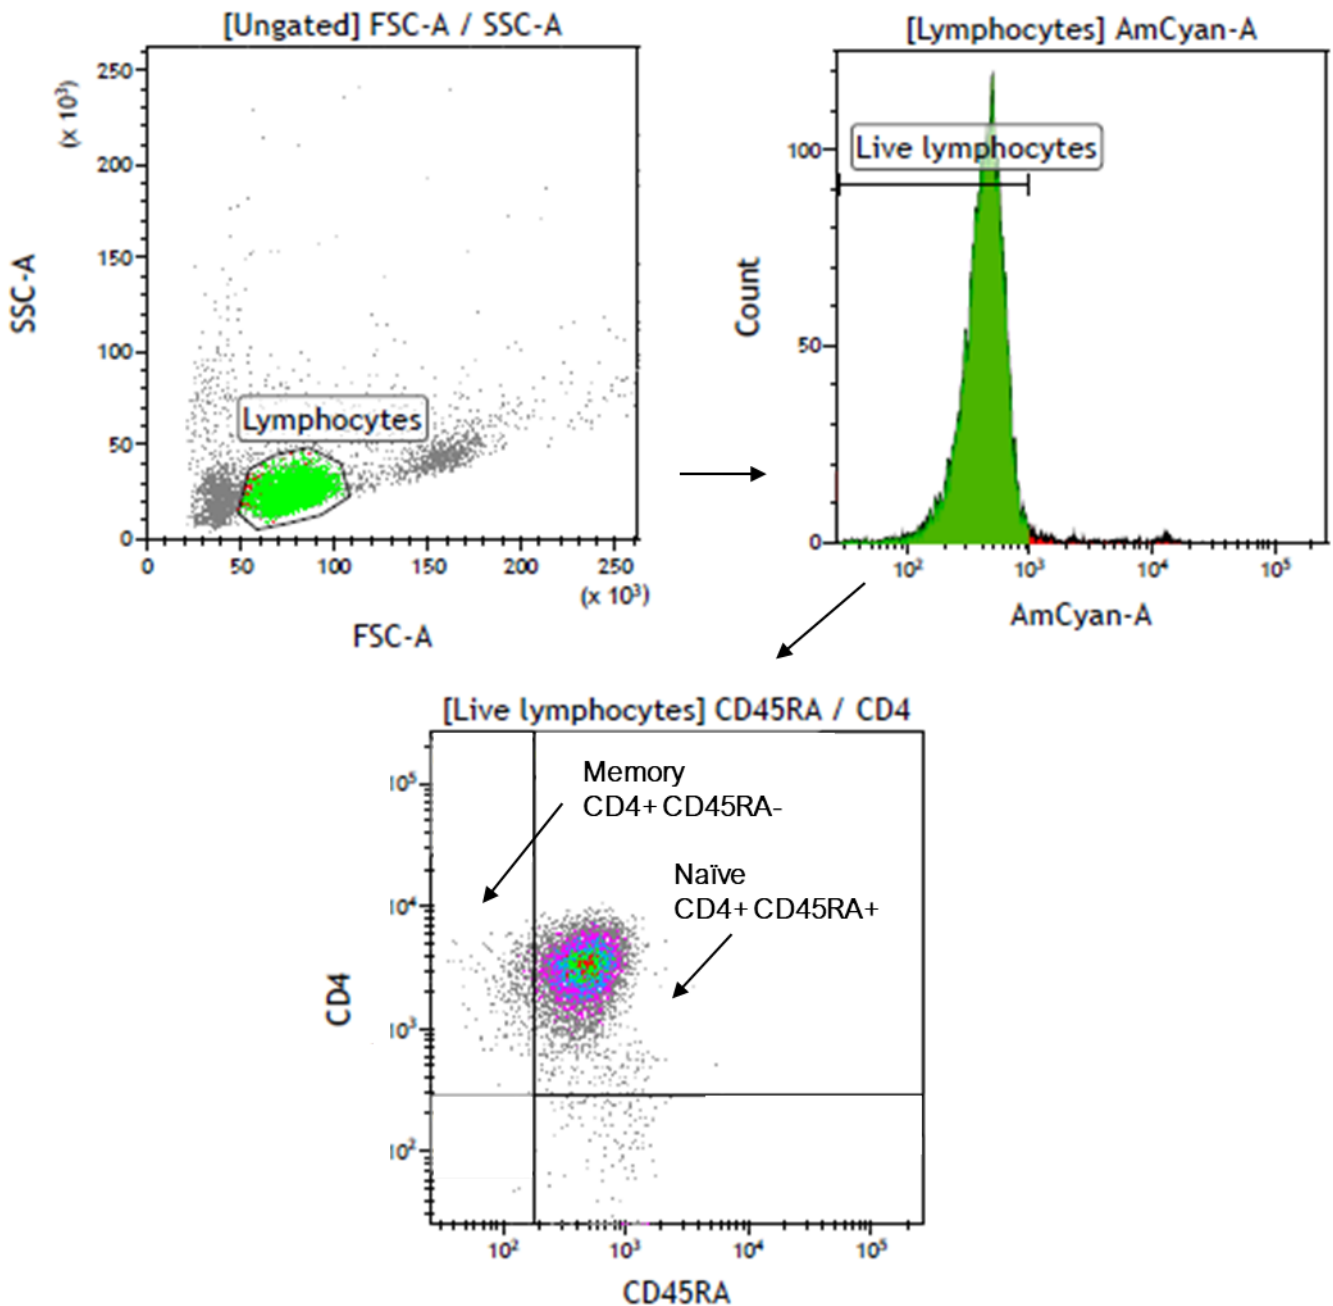 [Ungated] FSC-A / SSC-A
250
200
150
100
50
0
(x 10³)
SSC-A
Lymphocytes
0 50 100 150 200 250
(x 10³)
FSC-A
[Lymphocytes] AmCyan-A
100
50
0
Count
Live lymphocytes
10² 10³ 10⁴ 10⁵
AmCyan-A
[Live lymphocytes] CD45RA / CD4
10⁵
10⁴
10³
10²
CD4
Memory
CD4+ CD45RA-
Naïve
CD4+ CD45RA+
10² 10³ 10⁴ 10⁵
CD45RA